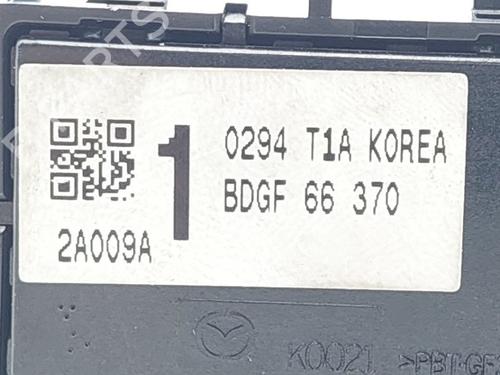 1
0294 T1A KOREA
BDGF 66 370
2A009A
K0021 >PBT-GF